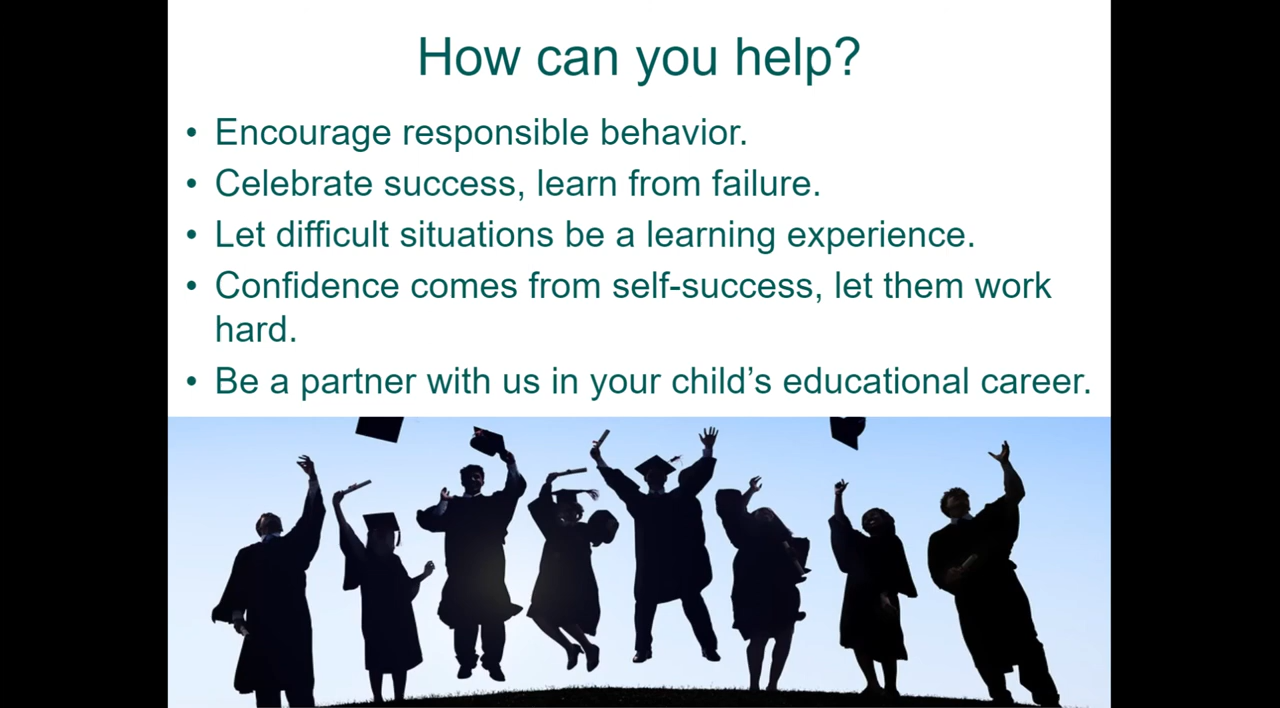 How can you help?
• Encourage responsible behavior.
• Celebrate success, learn from failure.
• Let difficult situations be a learning experience.
• Confidence comes from self-success, let them work
hard.
• Be a partner with us in your child’s educational career.